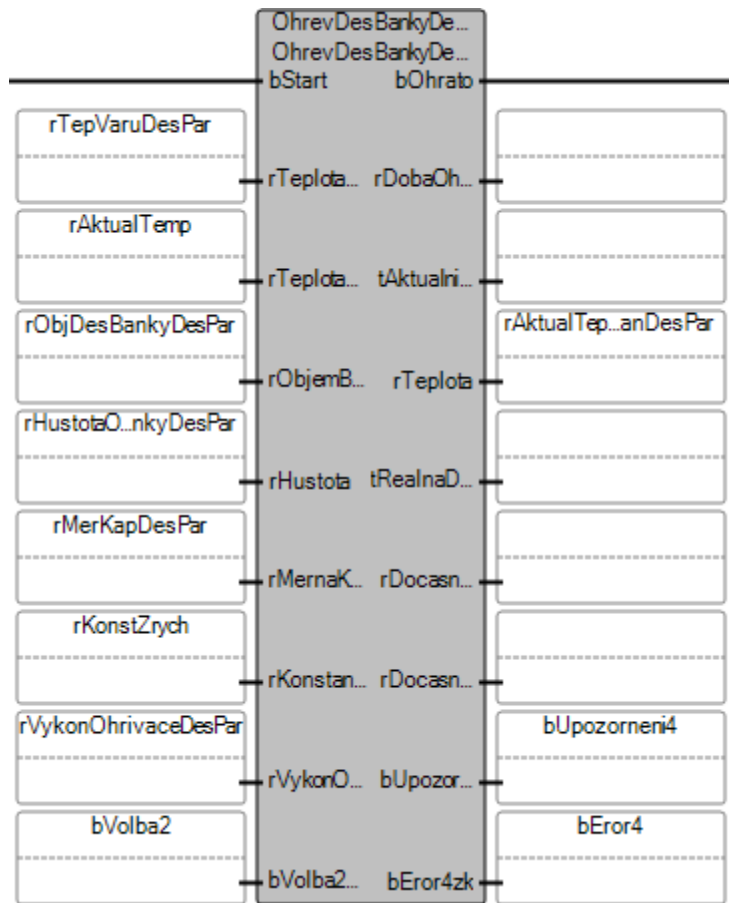 OhrevDesBankyDe...
OhrevDesBankyDe...
bStart bOhrato
rTepVaruDesPar
rTeplota... rDobaOh...
rAktualTemp
rTeplota... tAktualni...
rObjDesBankyDesPar rAktualTep...anDesPar
rObjemB... rTeplota
rHustotaO...nkyDesPar
rHustota tRealnaD...
rMerKapDesPar
rMernaK... rDocasn...
rKonstZrych
rKonstan... rDocasn...
rVykonOhrivaceDesPar bUpozorneni4
rVykonO... bUpozor...
bVolba2 bEror4
bVolba2... bEror4zk